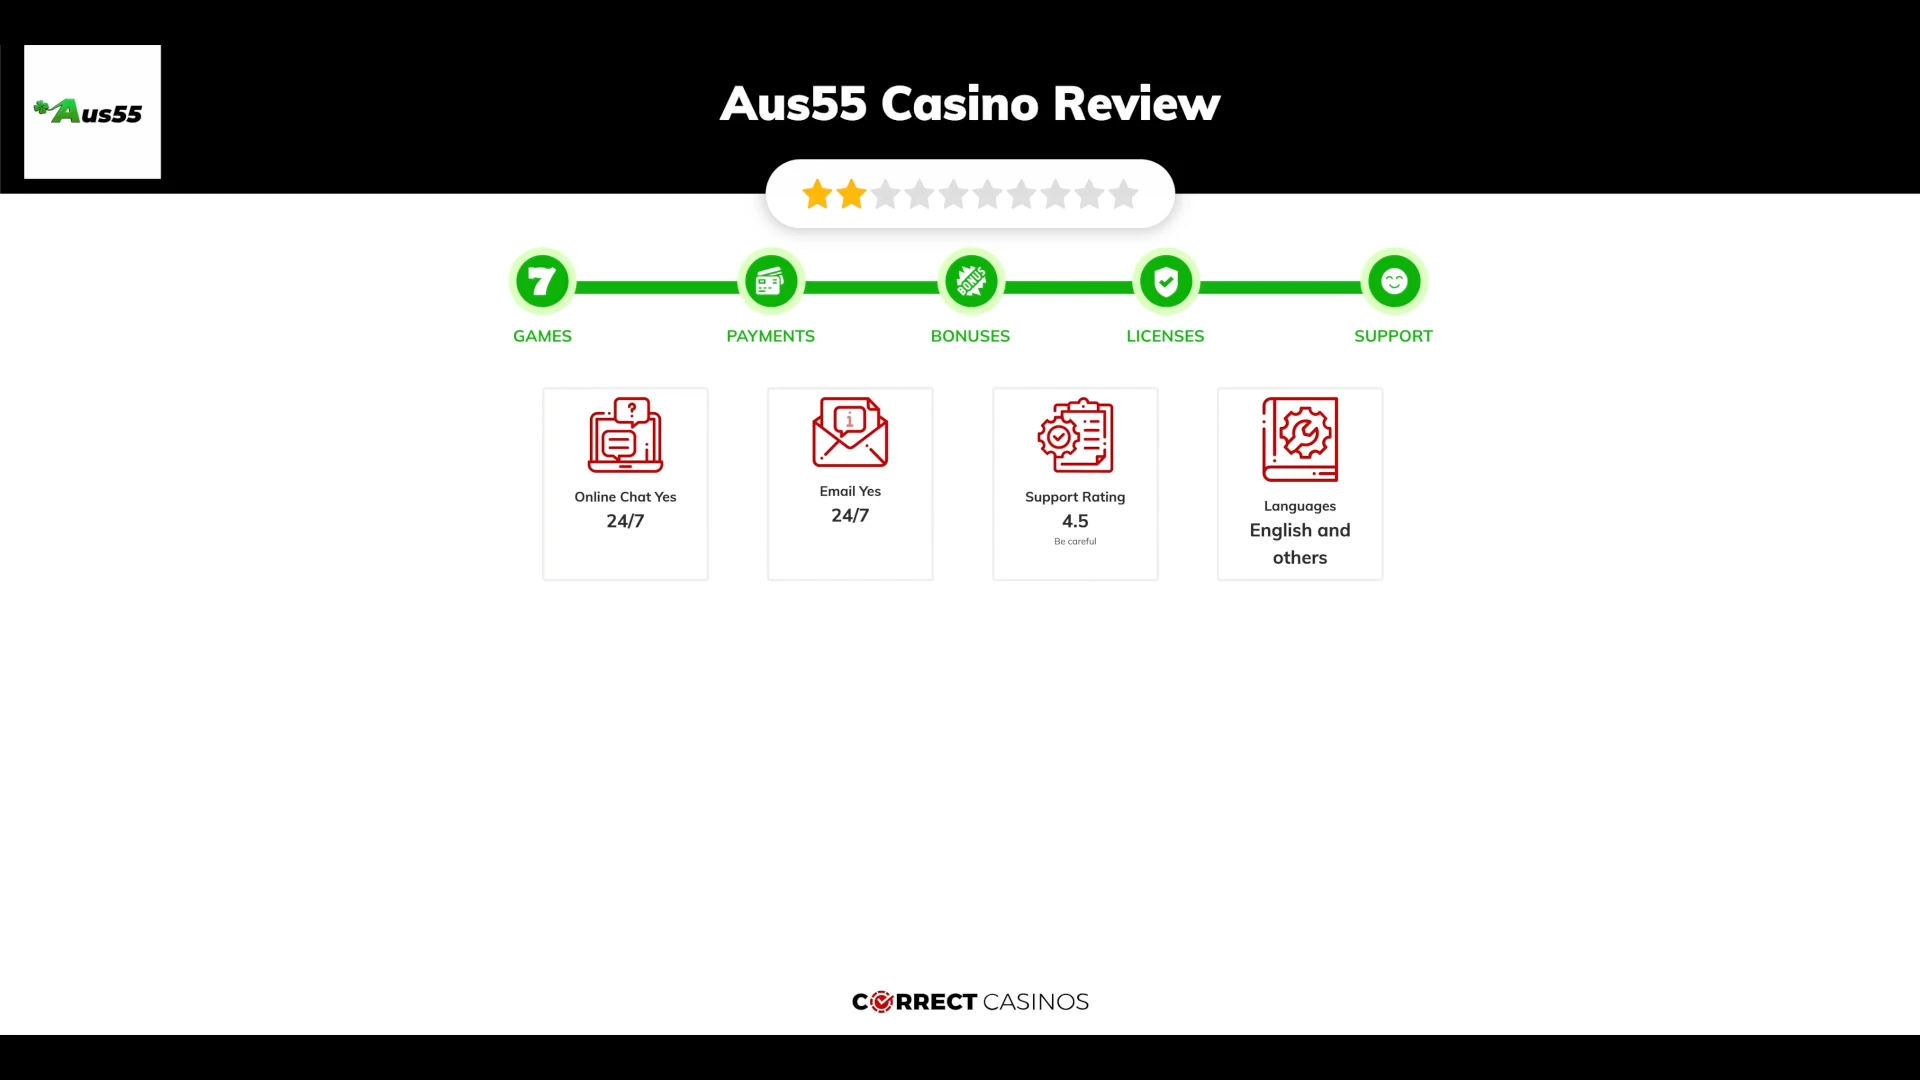 Aus55
Aus55 Casino Review
GAMES
PAYMENTS
BONUSES
LICENSES
SUPPORT
Online Chat Yes
24/7
Email Yes
24/7
Support Rating
4.5
Be careful
Languages
English and
others
CORRECT CASINOS